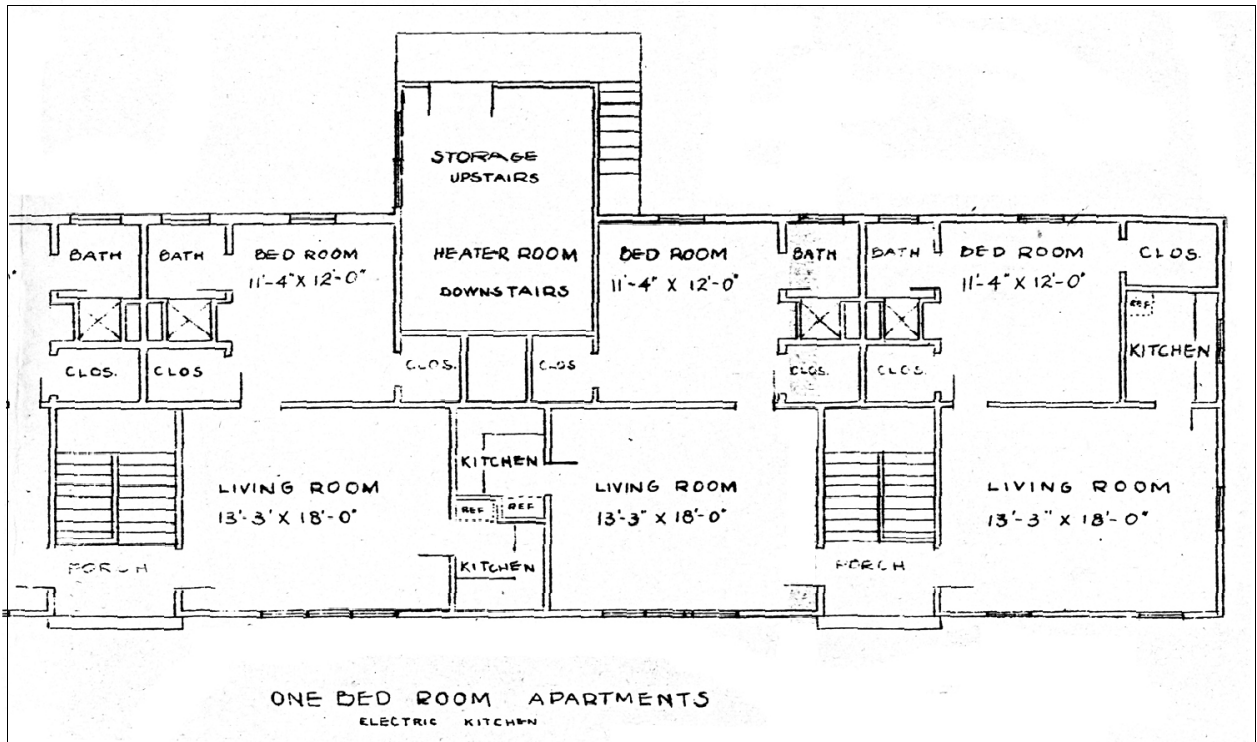 STORAGE
UPSTAIRS
HEATER ROOM
DOWNSTAIRS
BATH
BATH
BED ROOM
11'-4" X 12'-0"
BED ROOM
11'-4" X 12'-0"
BATH
BATH
BED ROOM
11'-4" X 12'-0"
CLOS.
REF
KITCHEN
CLOS.
CLOS
CLOS.
CLOS
CLOS.
CLOS.
LIVING ROOM
13'-3" X 18'-0"
KITCHEN
REF
REF
KITCHEN
LIVING ROOM
13'-3" X 18'-0"
LIVING ROOM
13'-3" X 18'-0"
PORCH
PORCH
ONE BED ROOM APARTMENTS
ELECTRIC KITCHEN